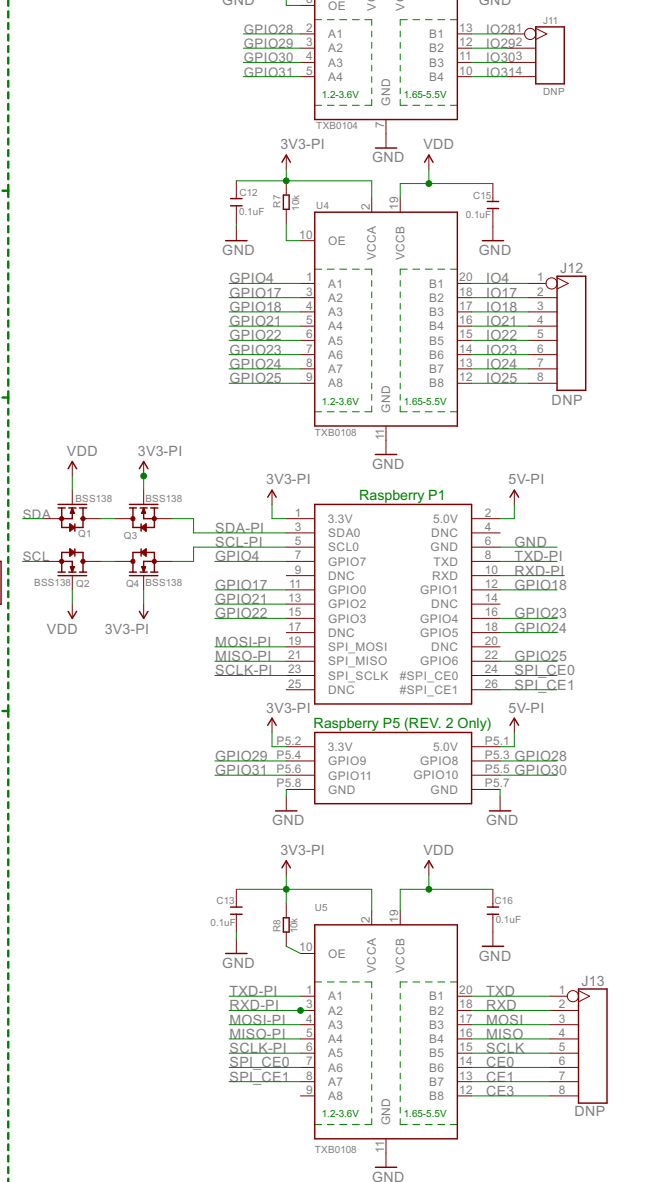 GND OE GND
GPIO28 2 A1 B1 13 IO28 1 J11
GPIO29 3 A2 B2 12 IO29 2
GPIO30 4 A3 B3 11 IO30 3
GPIO31 5 A4 B4 10 IO31 4
GND
1.2-3.6V 1.65-5.5V DNP
TXB0104 7
3V3-PI GND VDD
C12 0.1uF R7 10k U4 2 19 C15 0.1uF
GND 10 OE VCCA VCCB GND
J12
GPIO4 1 A1 B1 20 IO4 1
GPIO17 3 A2 B2 18 IO17 2
GPIO18 4 A3 B3 17 IO18 3
GPIO21 5 A4 B4 16 IO21 4
GPIO22 6 A5 B5 15 IO22 5
GPIO23 7 A6 B6 14 IO23 6
GPIO24 8 A7 B7 13 IO24 7
GPIO25 9 A8 B8 12 IO25 8
GND
1.2-3.6V 1.65-5.5V DNP
TXB0108 11
GND
VDD 3V3-PI
BSS138 BSS138
SDA Q1 Q3
SCL
BSS138 Q2 Q4 BSS138
VDD 3V3-PI
3V3-PI Raspberry P1 5V-PI
1 3.3V 5.0V 2
SDA-PI 3 SDA0 DNC 4
SCL-PI 5 SCL0 GND 6 GND
GPIO4 7 GPIO7 TXD 8 TXD-PI
9 DNC RXD 10 RXD-PI
GPIO17 11 GPIO0 GPIO1 12 GPIO18
GPIO21 13 GPIO2 DNC 14
GPIO22 15 GPIO3 GPIO4 16 GPIO23
17 DNC GPIO5 18 GPIO24
MOSI-PI 19 SPI_MOSI DNC 20
MISO-PI 21 SPI_MISO GPIO6 22 GPIO25
SCLK-PI 23 SPI_SCLK #SPI_CE0 24 SPI_CE0
25 DNC #SPI_CE1 26 SPI_CE1
3V3-PI Raspberry P5 (REV. 2 Only) 5V-PI
P5.2 3.3V 5.0V P5.1
GPIO29 P5.4 GPIO9 GPIO8 P5.3 GPIO28
GPIO31 P5.6 GPIO11 GPIO10 P5.5 GPIO30
P5.8 GND GND P5.7
GND GND
3V3-PI VDD
C13 0.1uF R8 10k U5 2 19 C16 0.1uF
GND 10 OE VCCA VCCB GND
J13
TXD-PI 1 A1 B1 20 TXD 1
RXD-PI 3 A2 B2 18 RXD 2
MOSI-PI 4 A3 B3 17 MOSI 3
MISO-PI 5 A4 B4 16 MISO 4
SCLK-PI 6 A5 B5 15 SCLK 5
SPI_CE0 7 A6 B6 14 CE0 6
SPI_CE1 8 A7 B7 13 CE1 7
9 A8 B8 12 CE3 8
GND
1.2-3.6V 1.65-5.5V DNP
TXB0108 11
GND